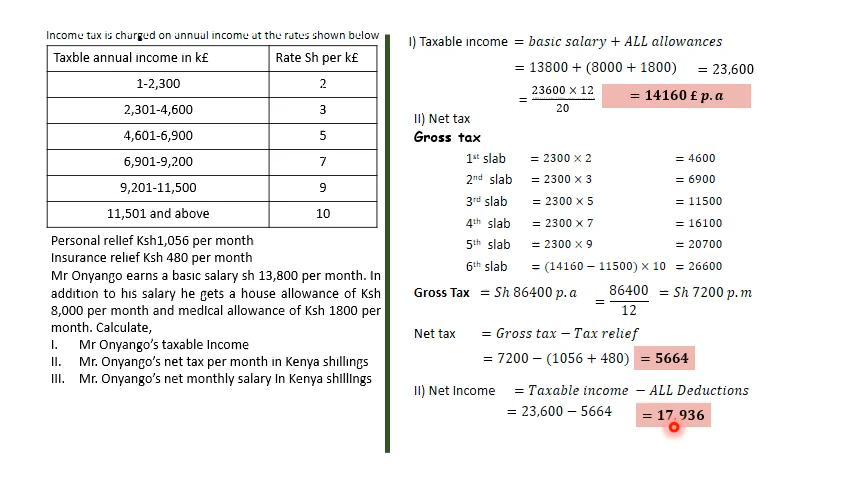 Income tax is charged on annual income at the rates shown below
Taxble annual income in k£ Rate Sh per k£
1-2,300 2
2,301-4,600 3
4,601-6,900 5
6,901-9,200 7
9,201-11,500 9
11,501 and above 10
Personal relief Ksh1,056 per month
Insurance relief Ksh 480 per month
Mr Onyango earns a basic salary sh 13,800 per month. In
addition to his salary he gets a house allowance of Ksh
8,000 per month and medical allowance of Ksh 1800 per
month. Calculate,
I. Mr Onyango's taxable Income
II. Mr. Onyango's net tax per month in Kenya shillings
III. Mr. Onyango's net monthly salary In Kenya shillings
I) Taxable income = basic salary + ALL allowances
= 13800 + (8000 + 1800) = 23,600
= 23600 × 12 / 20 = 14160 £ p.a
II) Net tax
Gross tax
1st slab = 2300 × 2 = 4600
2nd slab = 2300 × 3 = 6900
3rd slab = 2300 × 5 = 11500
4th slab = 2300 × 7 = 16100
5th slab = 2300 × 9 = 20700
6th slab = (14160 − 11500) × 10 = 26600
Gross Tax = Sh 86400 p.a = 86400 / 12 = Sh 7200 p.m
Net tax = Gross tax − Tax relief
= 7200 − (1056 + 480) = 5664
II) Net Income = Taxable income − ALL Deductions
= 23,600 − 5664 = 17,936